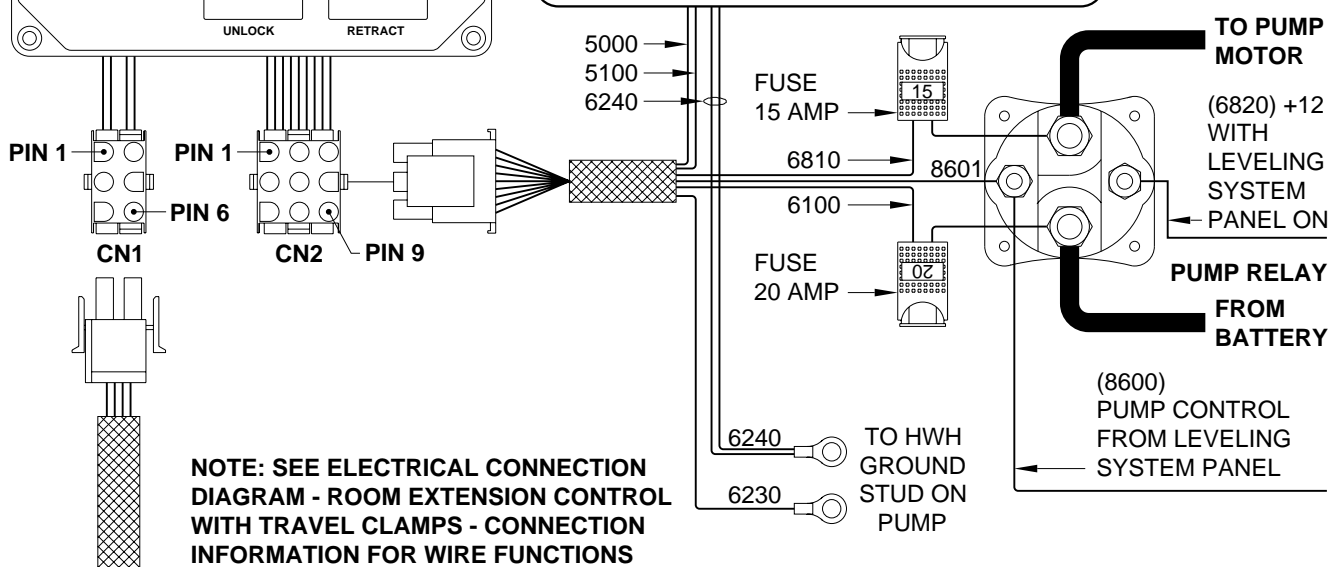 UNLOCK
RETRACT
5000
5100
6240
FUSE
15 AMP
15
TO PUMP
MOTOR
(6820) +12
WITH
LEVELING
SYSTEM
PANEL ON
PIN 1
PIN 1
6810
8601
6100
PIN 6
CN1
CN2
PIN 9
FUSE
20 AMP
20
PUMP RELAY
FROM
BATTERY
(8600)
PUMP CONTROL
FROM LEVELING
SYSTEM PANEL
6240
6230
TO HWH
GROUND
STUD ON
PUMP
NOTE: SEE ELECTRICAL CONNECTION
DIAGRAM - ROOM EXTENSION CONTROL
WITH TRAVEL CLAMPS - CONNECTION
INFORMATION FOR WIRE FUNCTIONS